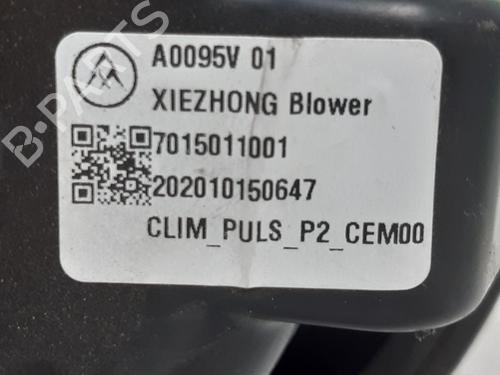 A0095V 01
XIEZHONG Blower
7015011001
202010150647
CLIM_PULS_P2_CEM00
B-PARTS